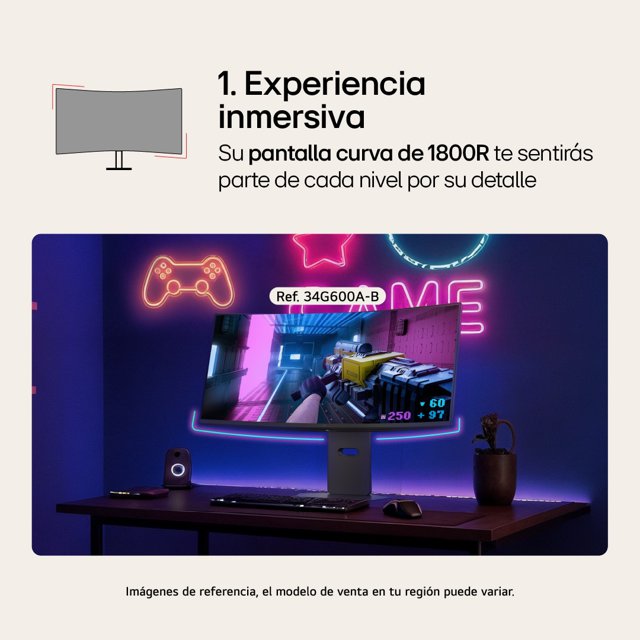 1. Experiencia
inmersiva
Su pantalla curva de 1800R te sentirás
parte de cada nivel por su detalle
GAME
Ref. 34G600A-B
♥ 60
250 + 97
Imágenes de referencia, el modelo de venta en tu región puede variar.